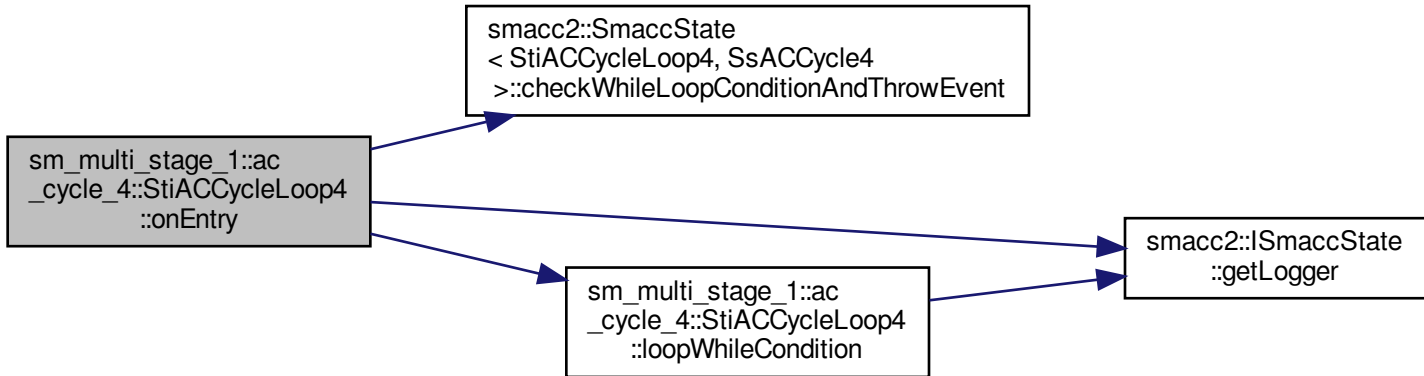 smacc2::SmaccState
< StiACCycleLoop4, SsACCycle4
>::checkWhileLoopConditionAndThrowEvent
sm_multi_stage_1::ac
_cycle_4::StiACCycleLoop4
::onEntry
smacc2::ISmaccState
::getLogger
sm_multi_stage_1::ac
_cycle_4::StiACCycleLoop4
::loopWhileCondition